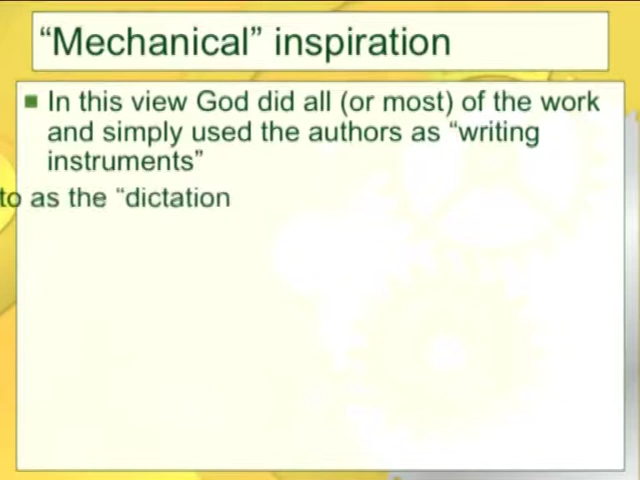 “Mechanical” inspiration
In this view God did all (or most) of the work
and simply used the authors as “writing
instruments”
to as the “dictation